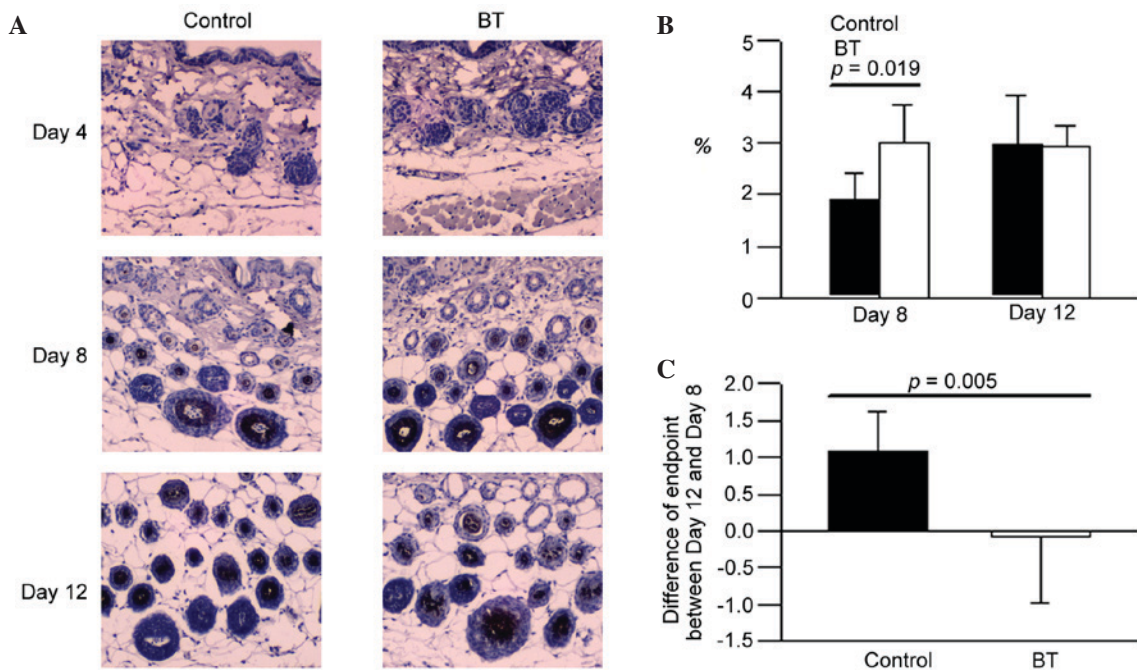 A
Control
BT
Day 4
Day 8
Day 12
B
Control
BT
p = 0.019
5
4
3
2
1
0
%
Day 8
Day 12
C
p = 0.005
2.0
1.5
1.0
0.5
0.0
-0.5
-1.0
-1.5
Difference of endpoint
between Day 12 and Day 8
Control
BT